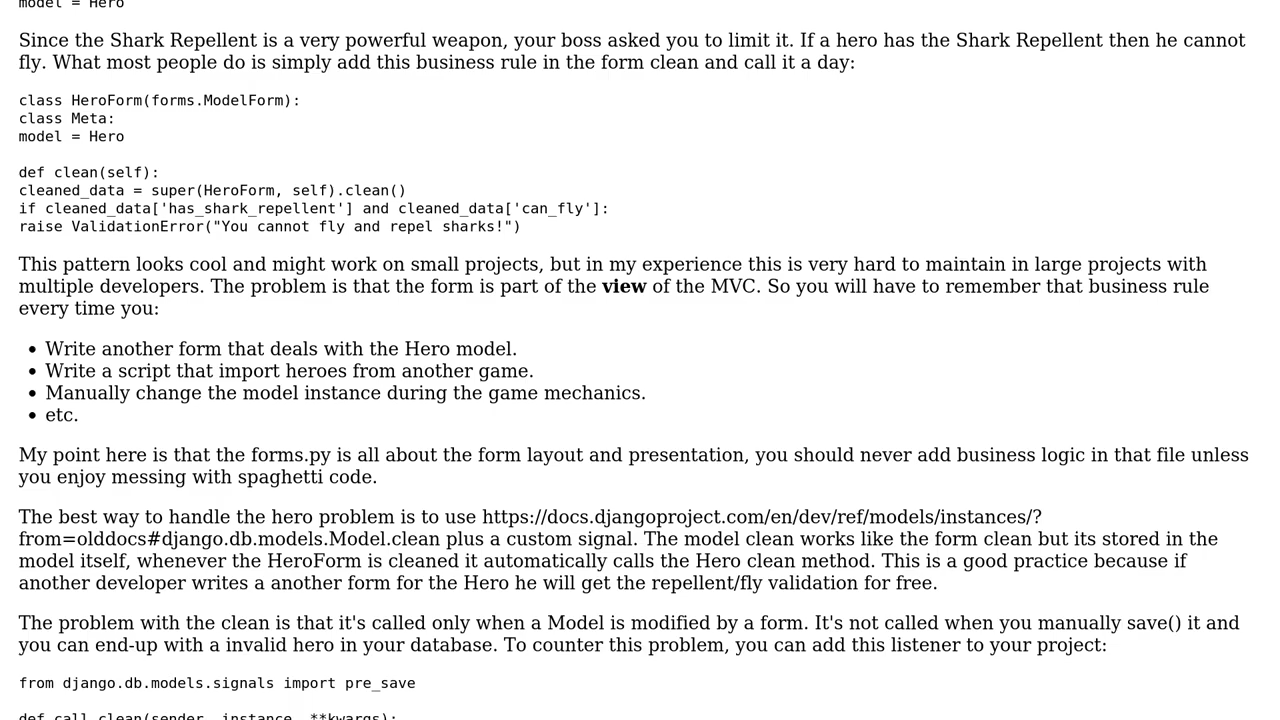 model = Hero
Since the Shark Repellent is a very powerful weapon, your boss asked you to limit it. If a hero has the Shark Repellent then he cannot
fly. What most people do is simply add this business rule in the form clean and call it a day:
class HeroForm(forms.ModelForm):
class Meta:
model = Hero
def clean(self):
cleaned_data = super(HeroForm, self).clean()
if cleaned_data['has_shark_repellent'] and cleaned_data['can_fly']:
raise ValidationError("You cannot fly and repel sharks!")
This pattern looks cool and might work on small projects, but in my experience this is very hard to maintain in large projects with
multiple developers. The problem is that the form is part of the view of the MVC. So you will have to remember that business rule
every time you:
• Write another form that deals with the Hero model.
• Write a script that import heroes from another game.
• Manually change the model instance during the game mechanics.
• etc.
My point here is that the forms.py is all about the form layout and presentation, you should never add business logic in that file unless
you enjoy messing with spaghetti code.
The best way to handle the hero problem is to use https://docs.djangoproject.com/en/dev/ref/models/instances/?
from=olddocs#django.db.models.Model.clean plus a custom signal. The model clean works like the form clean but its stored in the
model itself, whenever the HeroForm is cleaned it automatically calls the Hero clean method. This is a good practice because if
another developer writes a another form for the Hero he will get the repellent/fly validation for free.
The problem with the clean is that it's called only when a Model is modified by a form. It's not called when you manually save() it and
you can end-up with a invalid hero in your database. To counter this problem, you can add this listener to your project:
from django.db.models.signals import pre_save
def call_clean(sender, instance, **kwargs):